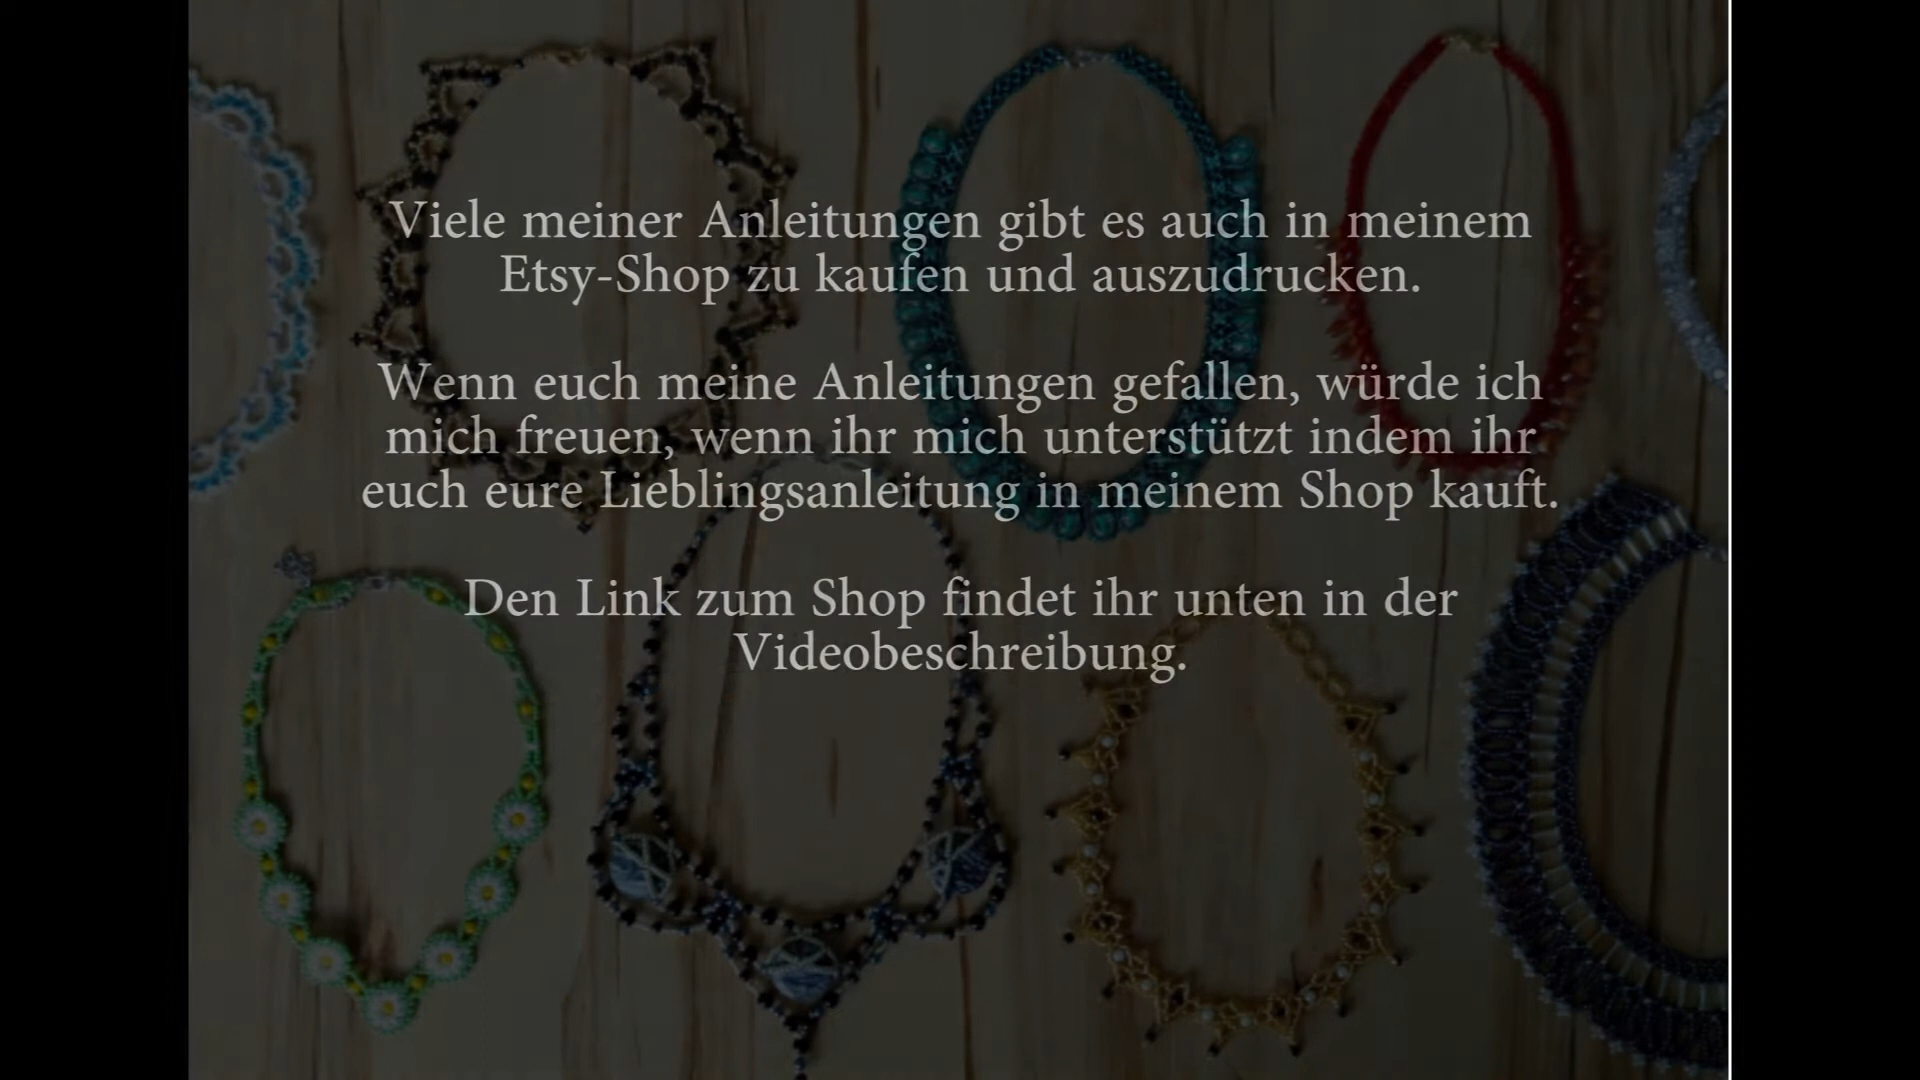 Viele meiner Anleitungen gibt es auch in meinem
Etsy-Shop zu kaufen und auszudrucken.
Wenn euch meine Anleitungen gefallen, würde ich
mich freuen, wenn ihr mich unterstützt indem ihr
euch eure Lieblingsanleitung in meinem Shop kauft.
Den Link zum Shop findet ihr unten in der
Videobeschreibung.